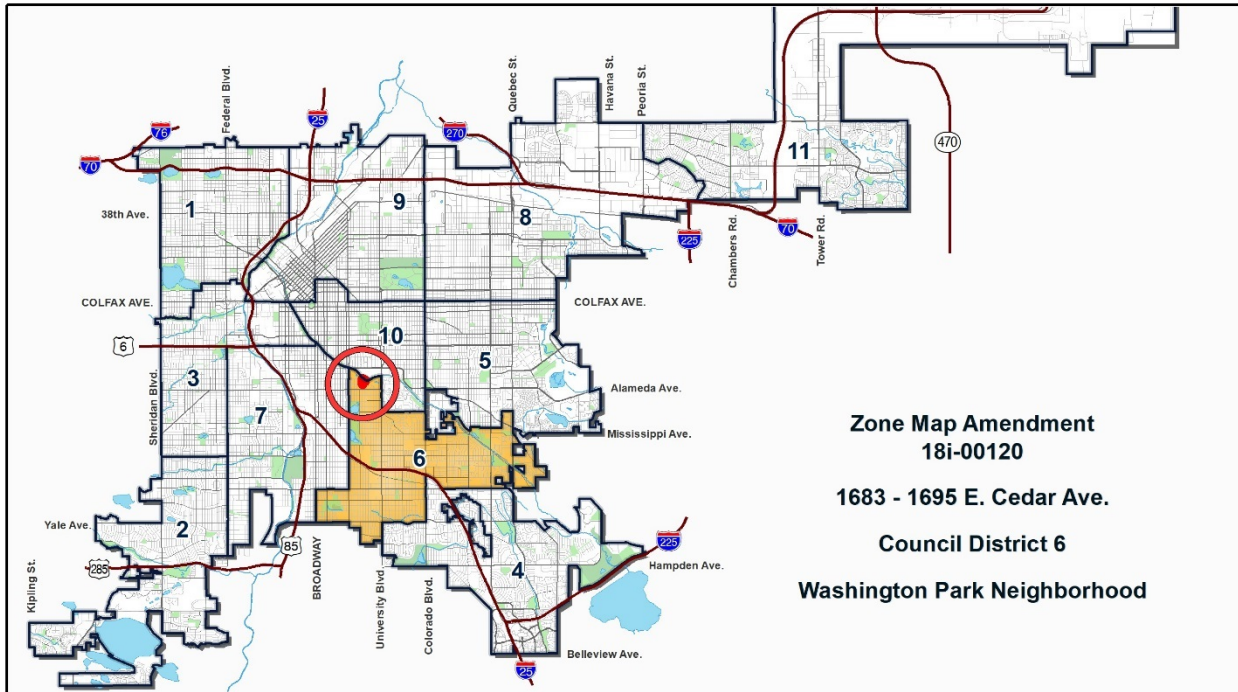 Federal Blvd.
25
76
270
Quebec St.
Havana St.
Peoria St.
70
470
11
1
9
8
38th Ave.
225
Chambers Rd.
70
Tower Rd.
COLFAX AVE.
COLFAX AVE.
10
6
5
3
Sheridan Blvd.
7
Alameda Ave.
Mississippi Ave.
6
Zone Map Amendment
18i-00120
1683 - 1695 E. Cedar Ave.
Council District 6
Washington Park Neighborhood
Yale Ave.
2
85
BROADWAY
University Blvd.
Colorado Blvd.
4
225
Hampden Ave.
285
Kipling St.
Belleview Ave.
25